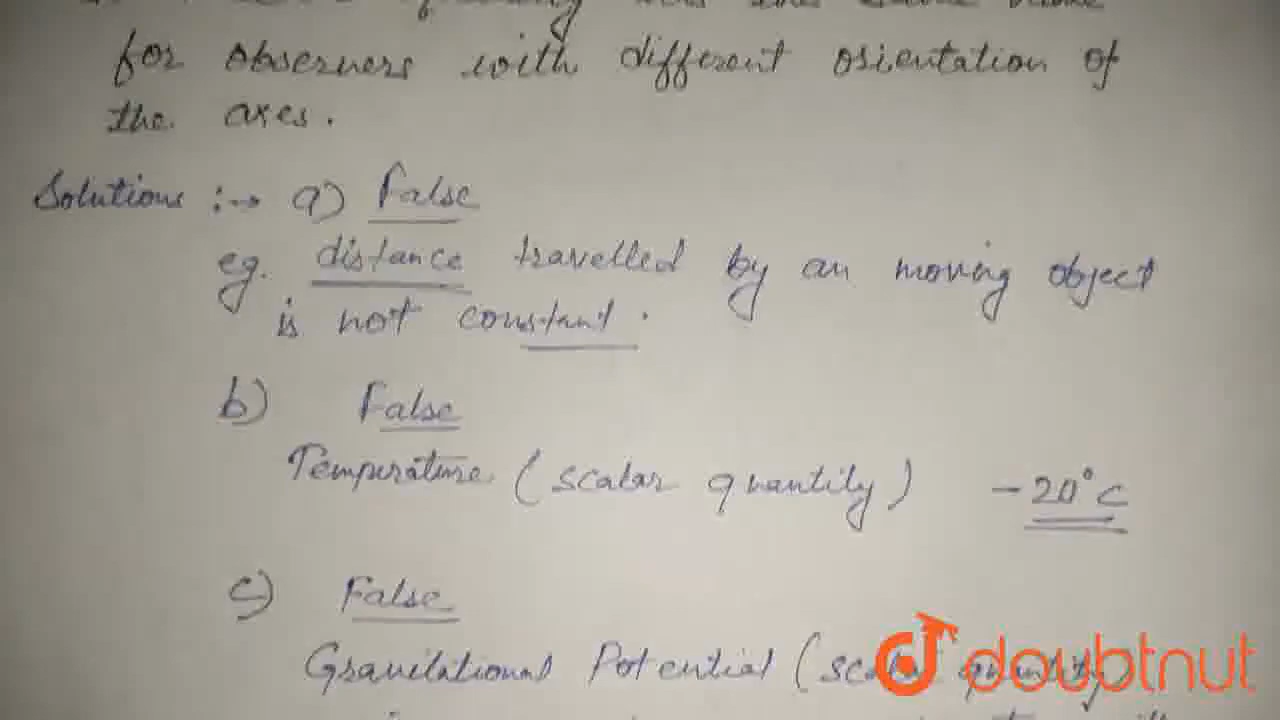 for observers with different orientation of
the axes.
Solutions :→ a) False
eg. distance travelled by an moving object
is not constant.
b) False
Temperature (scalar quantity) -20°C
c) False
Gravitational Potential (scalar quantity)
doubtnut